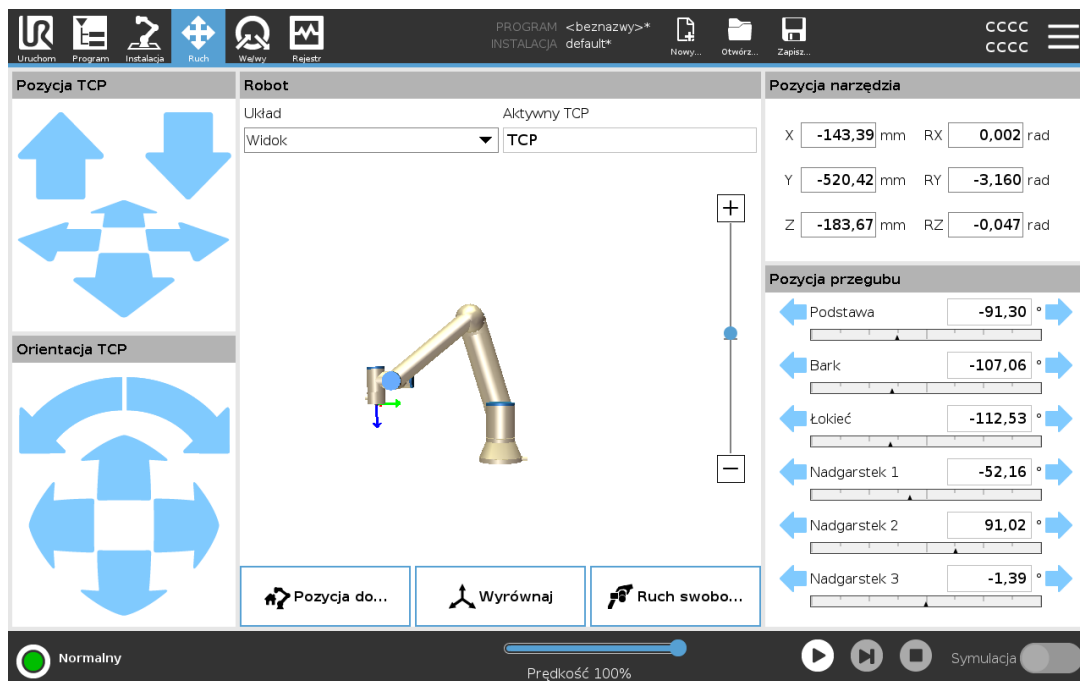 PROGRAM <beznazwy>*
INSTALACJA default*
Uruchom Program Instalacja Ruch We/wy Rejestr
Nowy... Otwórz... Zapisz...
CCCC
CCCC
Pozycja TCP
Orientacja TCP
Robot
Układ
Aktywny TCP
Widok
TCP
+
−
Pozycja do...
Wyrównaj
Ruch swobo...
Pozycja narzędzia
X -143,39 mm RX 0,002 rad
Y -520,42 mm RY -3,160 rad
Z -183,67 mm RZ -0,047 rad
Pozycja przegubu
Podstawa -91,30 °
Bark -107,06 °
Łokieć -112,53 °
Nadgarstek 1 -52,16 °
Nadgarstek 2 91,02 °
Nadgarstek 3 -1,39 °
Normalny
Prędkość 100%
Symulacja